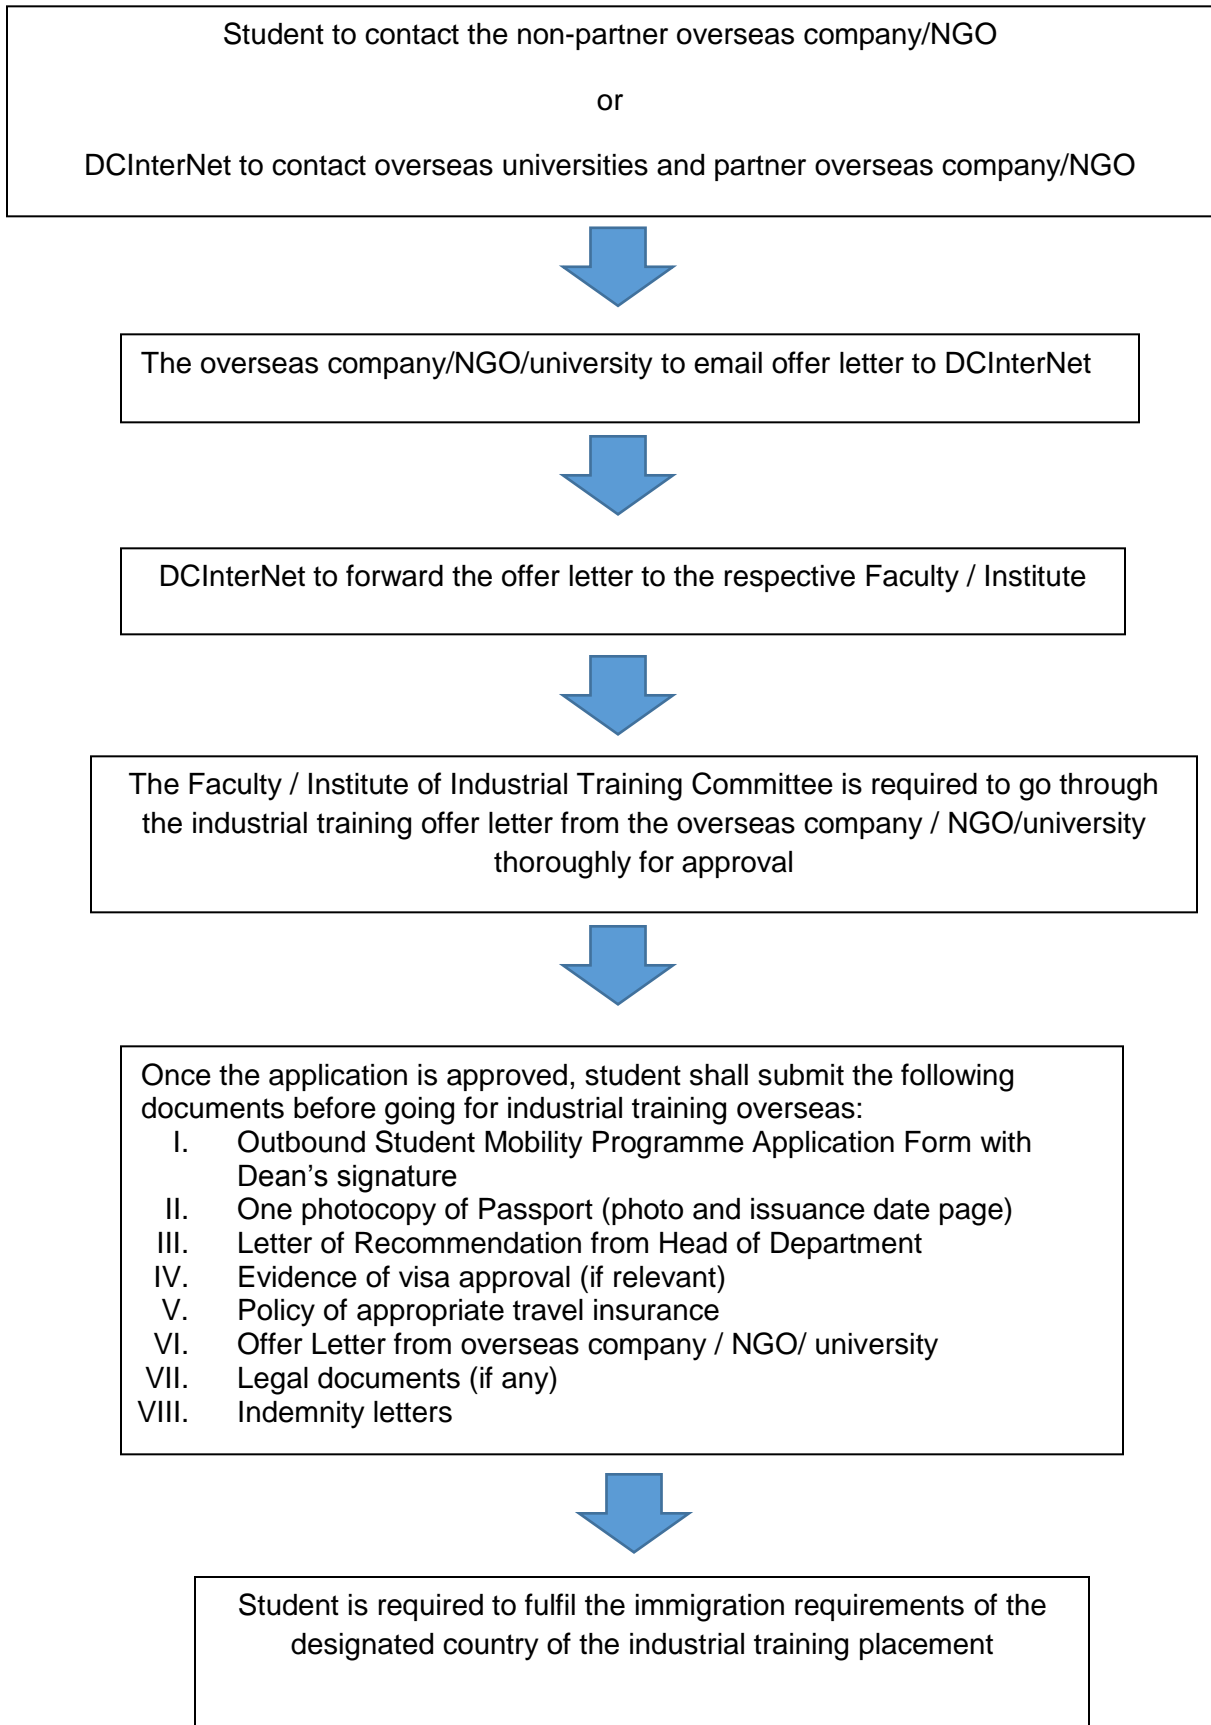 Student to contact the non-partner overseas company/NGO
or
DCInterNet to contact overseas universities and partner overseas company/NGO
The overseas company/NGO/university to email offer letter to DCInterNet
DCInterNet to forward the offer letter to the respective Faculty / Institute
The Faculty / Institute of Industrial Training Committee is required to go through
the industrial training offer letter from the overseas company / NGO/university
thoroughly for approval
Once the application is approved, student shall submit the following
documents before going for industrial training overseas:
I. Outbound Student Mobility Programme Application Form with
Dean’s signature
II. One photocopy of Passport (photo and issuance date page)
III. Letter of Recommendation from Head of Department
IV. Evidence of visa approval (if relevant)
V. Policy of appropriate travel insurance
VI. Offer Letter from overseas company / NGO/ university
VII. Legal documents (if any)
VIII. Indemnity letters
Student is required to fulfil the immigration requirements of the
designated country of the industrial training placement